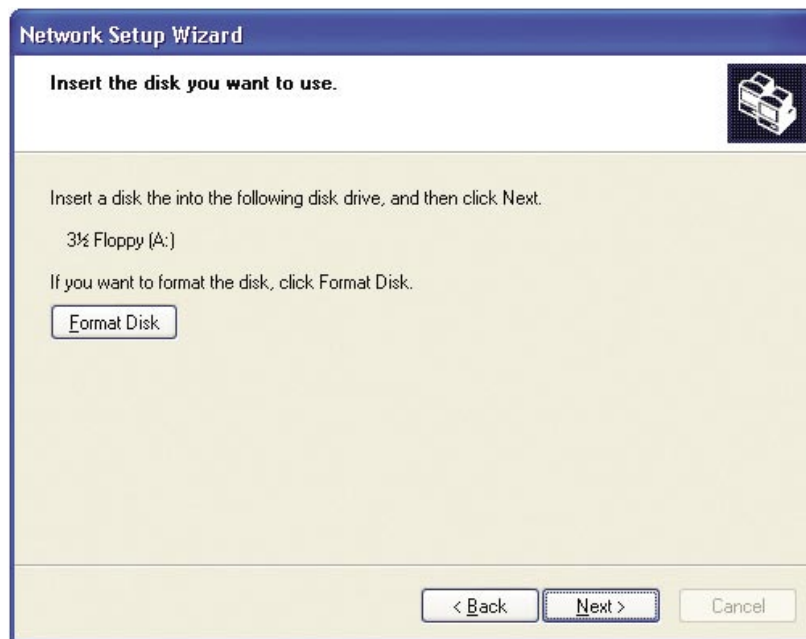 Network Setup Wizard
Insert the disk you want to use.
Insert a disk the into the following disk drive, and then click Next.
3½ Floppy (A:)
If you want to format the disk, click Format Disk.
Format Disk
< Back Next > Cancel